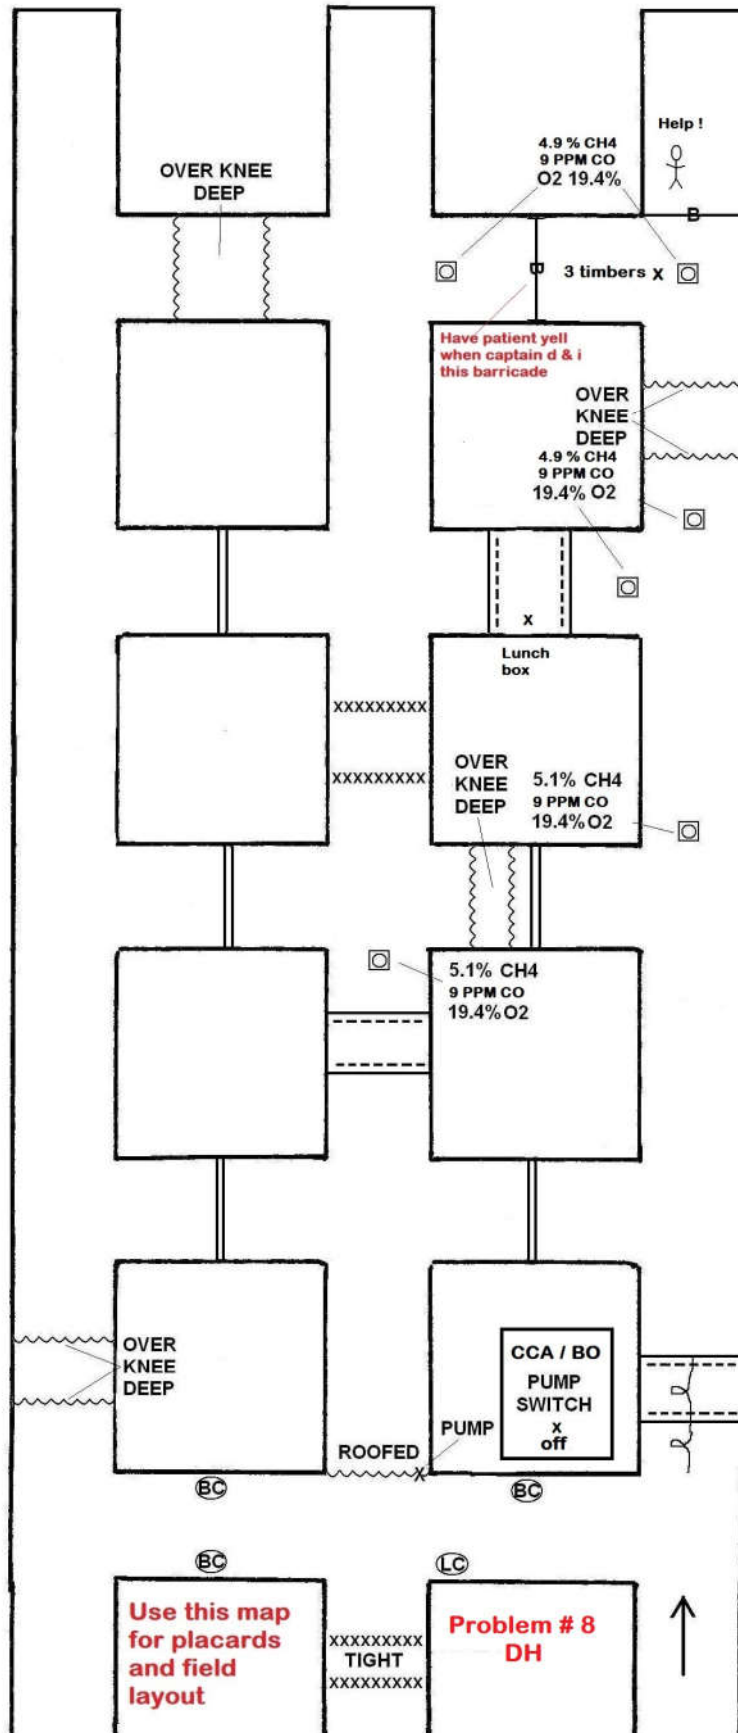 Help !
4.9 % CH4
9 PPM CO
O2 19.4%
OVER KNEE
DEEP
B
B
3 timbers x
Have patient yell
when captain d & i
this barricade
OVER
KNEE
DEEP
4.9 % CH4
9 PPM CO
19.4% O2
x
Lunch
box
XXXXXXXXX
XXXXXXXXX
OVER
KNEE
DEEP
5.1% CH4
9 PPM CO
19.4% O2
5.1% CH4
9 PPM CO
19.4% O2
OVER
KNEE
DEEP
CCA / BO
PUMP
SWITCH
x
off
PUMP
ROOFED
X
BC
BC
BC
LC
Use this map
for placards
and field
layout
XXXXXXXXX
TIGHT
XXXXXXXXX
Problem # 8
DH